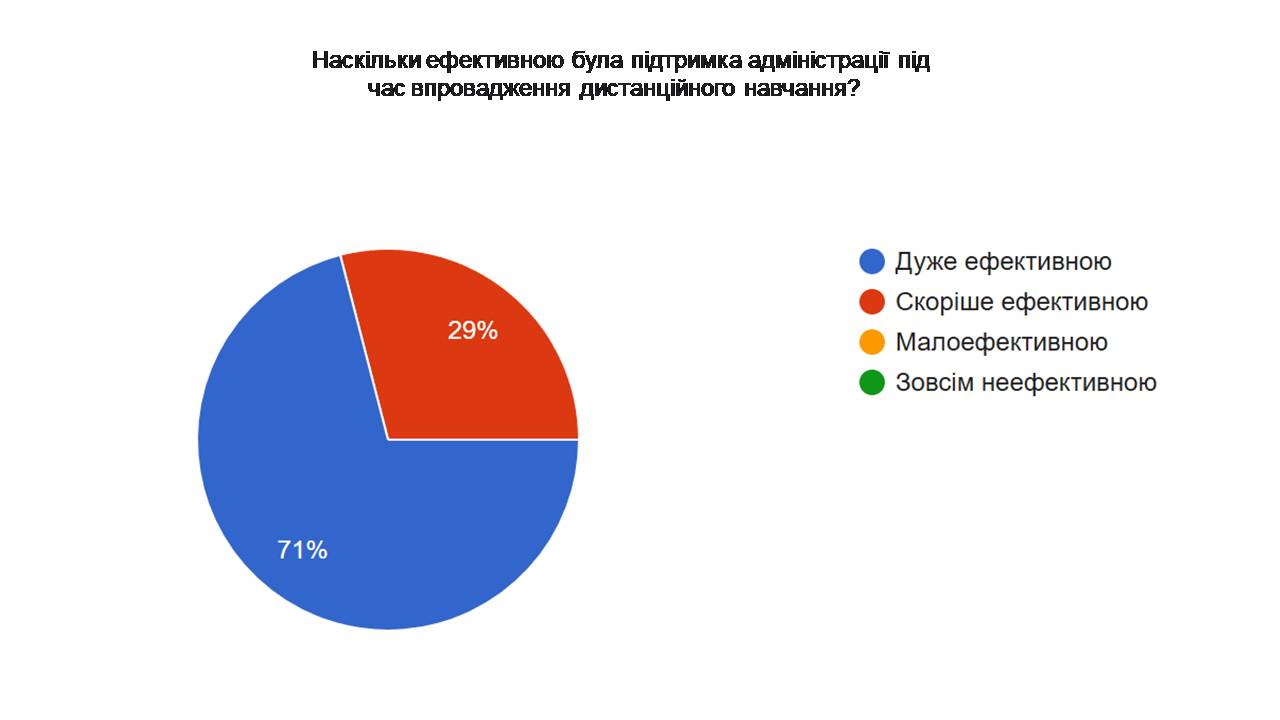 Наскільки ефективною була підтримка адміністрації під
час впровадження дистанційного навчання?
29%
71%
Дуже ефективною
Скоріше ефективною
Малоефективною
Зовсім неефективною